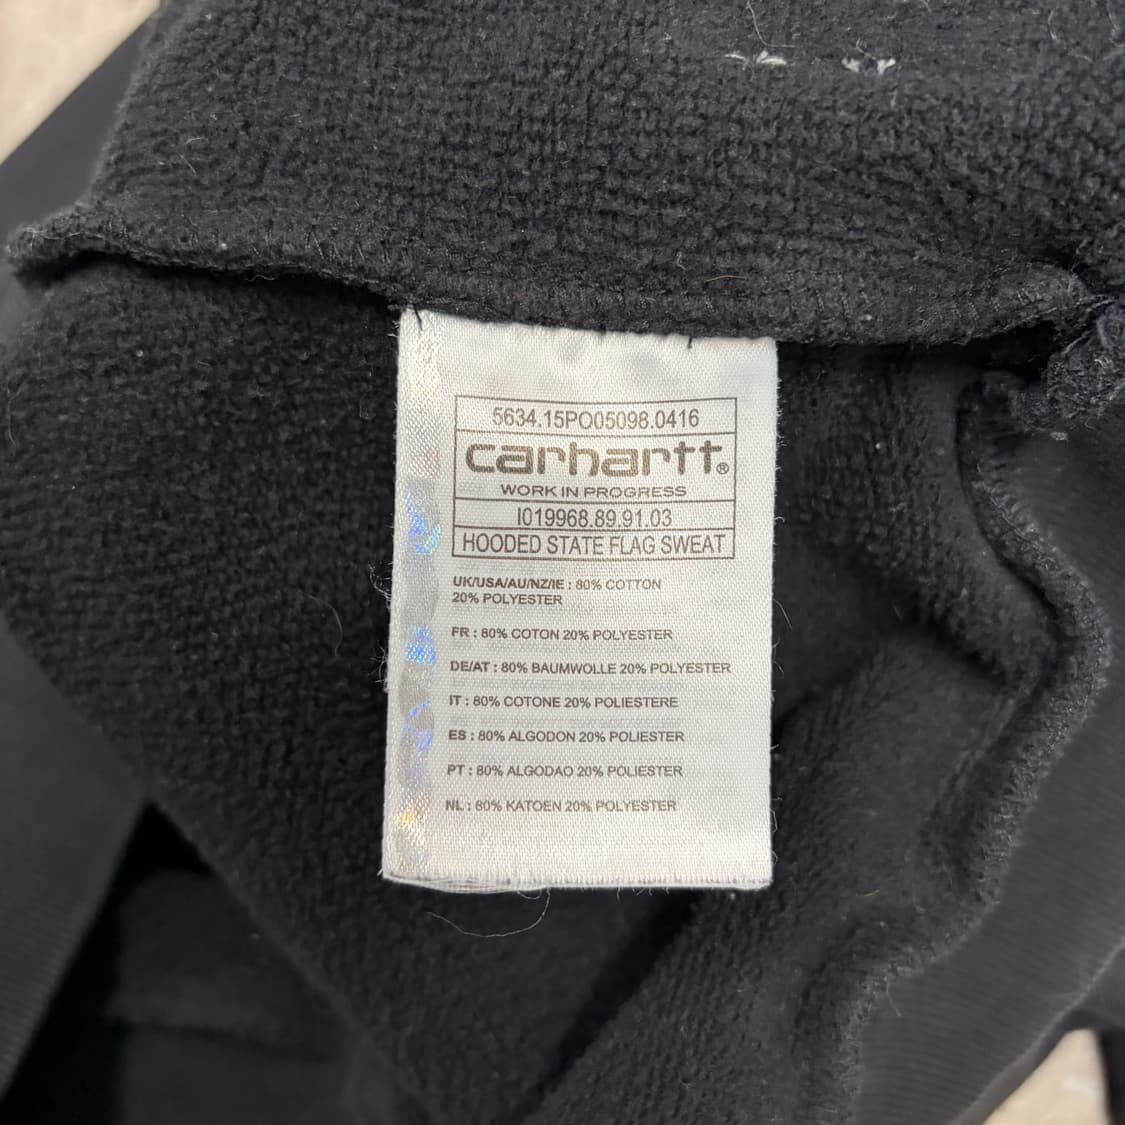 5634.15PO05098.0416
carhartt®
WORK IN PROGRESS
I019968.89.91.03
HOODED STATE FLAG SWEAT
UK/USA/AU/NZ/IE : 80% COTTON
20% POLYESTER
FR : 80% COTON 20% POLYESTER
DE/AT : 80% BAUMWOLLE 20% POLYESTER
IT : 80% COTONE 20% POLIESTERE
ES : 80% ALGODON 20% POLIESTER
PT : 80% ALGODAO 20% POLIESTER
NL : 80% KATOEN 20% POLYESTER